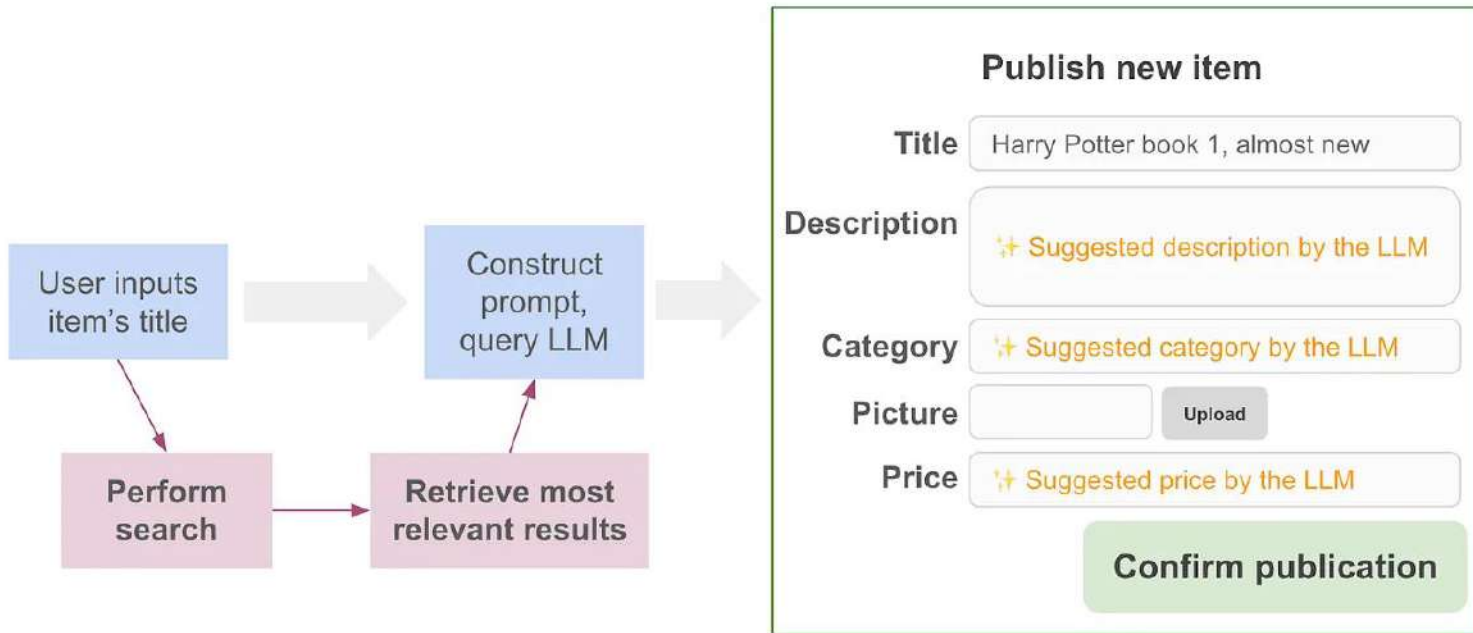 User inputs
item's title
Construct
prompt,
query LLM
Perform
search
Retrieve most
relevant results
Publish new item
Title
Harry Potter book 1, almost new
Description
✨ Suggested description by the LLM
Category
✨ Suggested category by the LLM
Picture
Upload
Price
✨ Suggested price by the LLM
Confirm publication